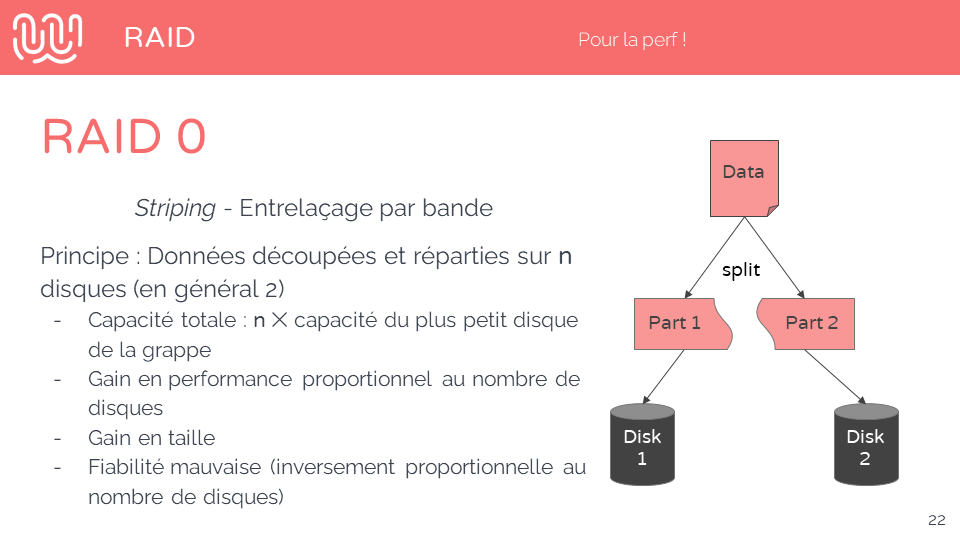 RAID
Pour la perf !
RAID 0
Striping - Entrelaçage par bande
Principe : Données découpées et réparties sur n
disques (en général 2)
- Capacité totale : n ✕ capacité du plus petit disque
de la grappe
- Gain en performance proportionnel au nombre de
disques
- Gain en taille
- Fiabilité mauvaise (inversement proportionnelle au
nombre de disques)
Data
split
Part 1
Part 2
Disk
1
Disk
2
22